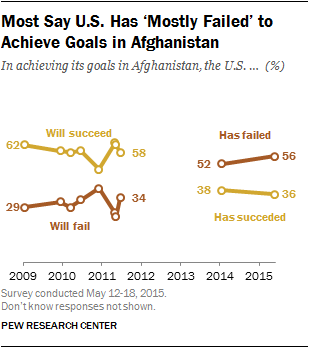 Most Say U.S. Has ‘Mostly Failed’ to
Achieve Goals in Afghanistan
In achieving its goals in Afghanistan, the U.S. ... (%)
Will succeed
62
58
29
34
Will fail
Has failed
52
56
38
36
Has succeded
2009 2010 2011 2012 2013 2014 2015
Survey conducted May 12-18, 2015.
Don’t know responses not shown.
PEW RESEARCH CENTER